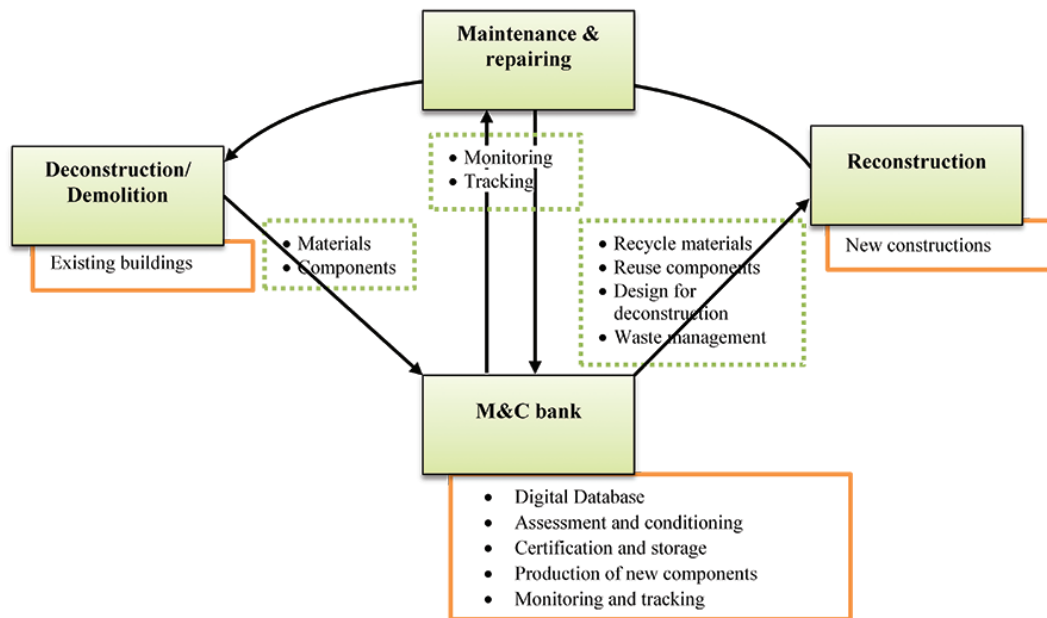 Maintenance &
repairing
Deconstruction/
Demolition
Existing buildings
• Monitoring
• Tracking
Reconstruction
New constructions
• Materials
• Components
• Recycle materials
• Reuse components
• Design for
deconstruction
• Waste management
M&C bank
• Digital Database
• Assessment and conditioning
• Certification and storage
• Production of new components
• Monitoring and tracking